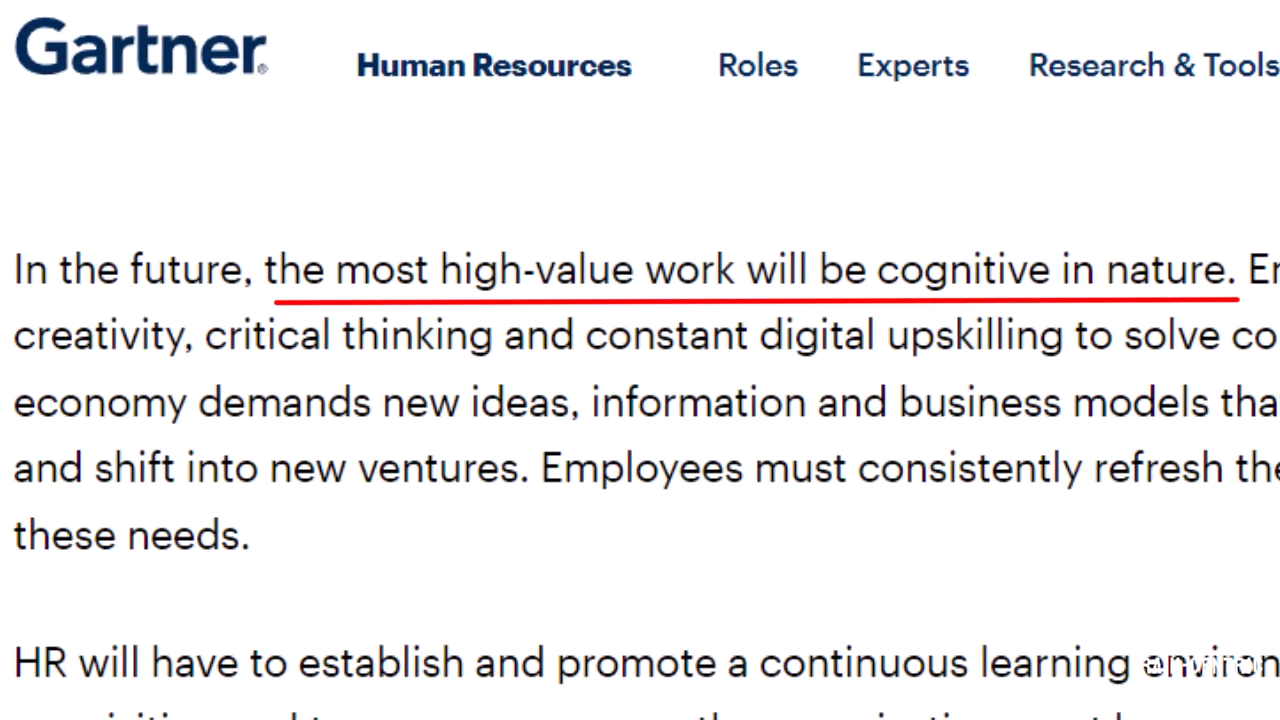 Gartner®
Human Resources Roles Experts Research & Tools
In the future, the most high-value work will be cognitive in nature.
creativity, critical thinking and constant digital upskilling to solve
economy demands new ideas, information and business models
and shift into new ventures. Employees must consistently refresh
these needs.
HR will have to establish and promote a continuous learning